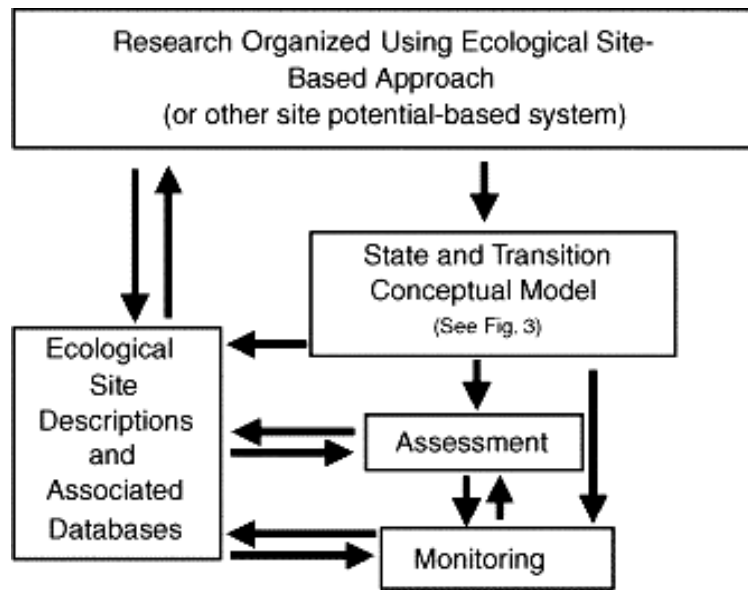 Research Organized Using Ecological Site-
Based Approach
(or other site potential-based system)
State and Transition
Conceptual Model
(See Fig. 3)
Ecological
Site
Descriptions
and
Associated
Databases
Assessment
Monitoring